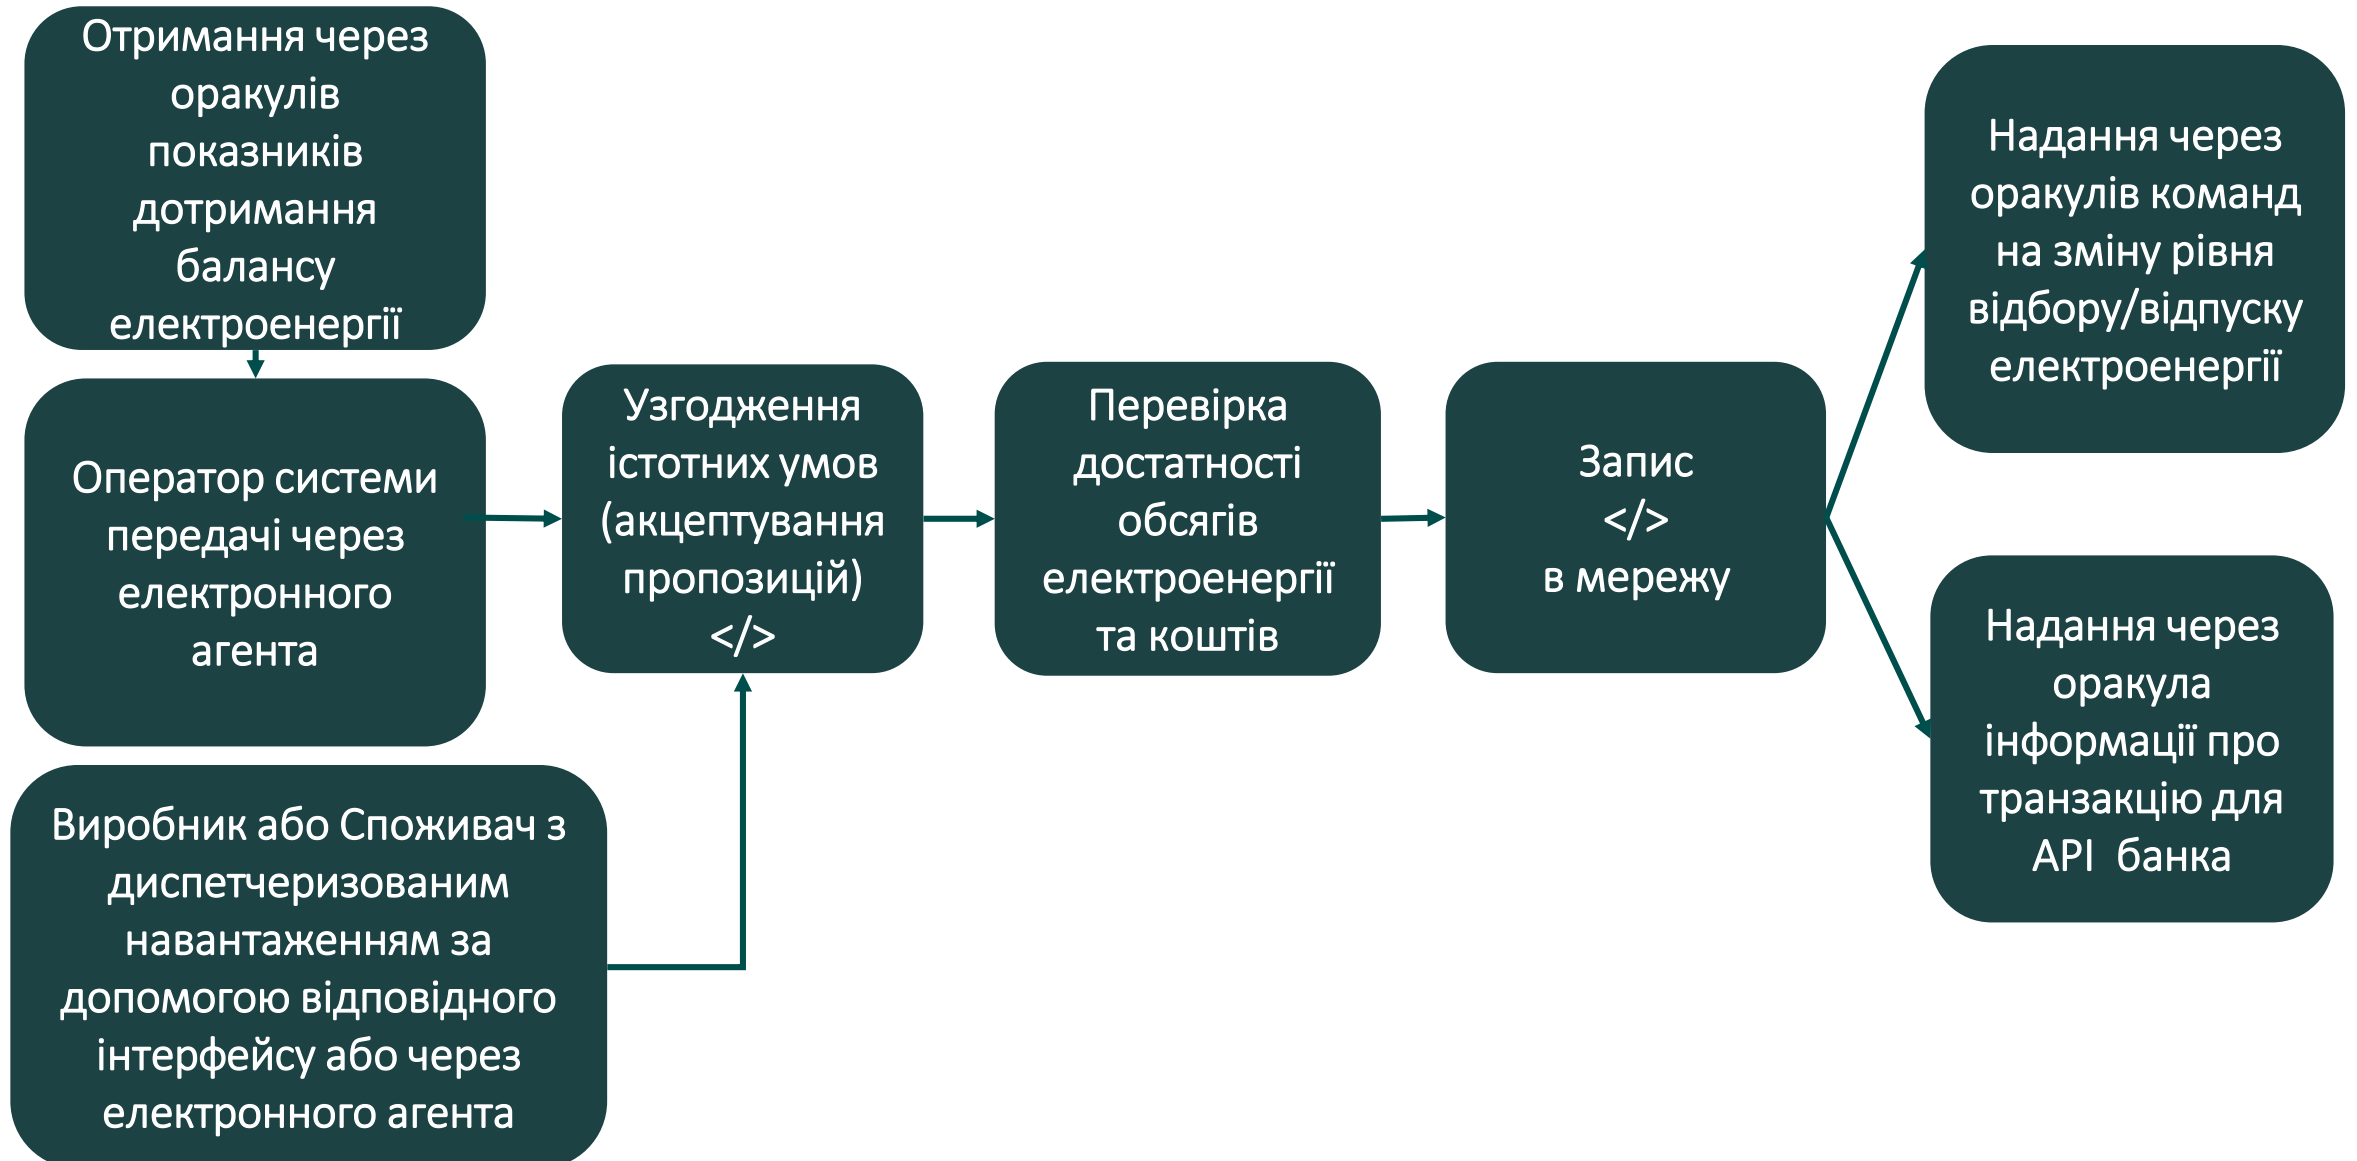 Отримання через
оракулів
показників
дотримання
балансу
електроенергії
Оператор системи
передачі через
електронного
агента
Виробник або Споживач з
диспетчеризованим
навантаженням за
допомогою відповідного
інтерфейсу або через
електронного агента
Узгодження
істотних умов
(акцептування
пропозицій)
</>
Перевірка
достатності
обсягів
електроенергії
та коштів
Запис
</>
в мережу
Надання через
оракулів команд
на зміну рівня
відбору/відпуску
електроенергії
Надання через
оракула
інформації про
транзакцію для
АРІ банка